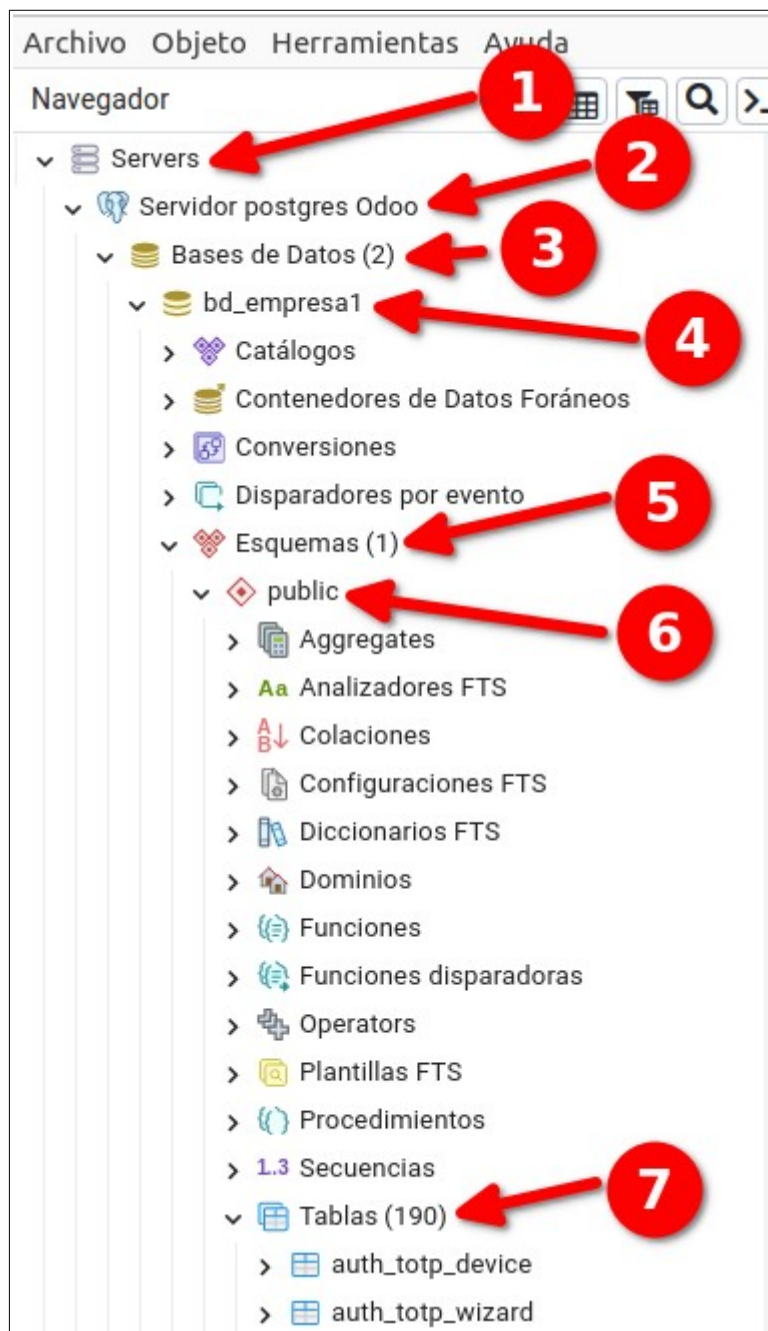 Archivo Objeto Herramientas Ayuda
Navegador 1
Servers 2
Servidor postgres Odoo
Bases de Datos (2) 3
bd_empresa1 4
Catálogos
Contenedores de Datos Foráneos
Conversiones
Disparadores por evento 5
Esquemas (1)
public 6
Aggregates
Aa Analizadores FTS
AB Colaciones
Configuraciones FTS
Diccionarios FTS
Dominios
Funciones
Funciones disparadoras
Operators
Plantillas FTS
Procedimientos
1..3 Secuencias
Tablas (190) 7
auth_totp_device
auth_totp_wizard